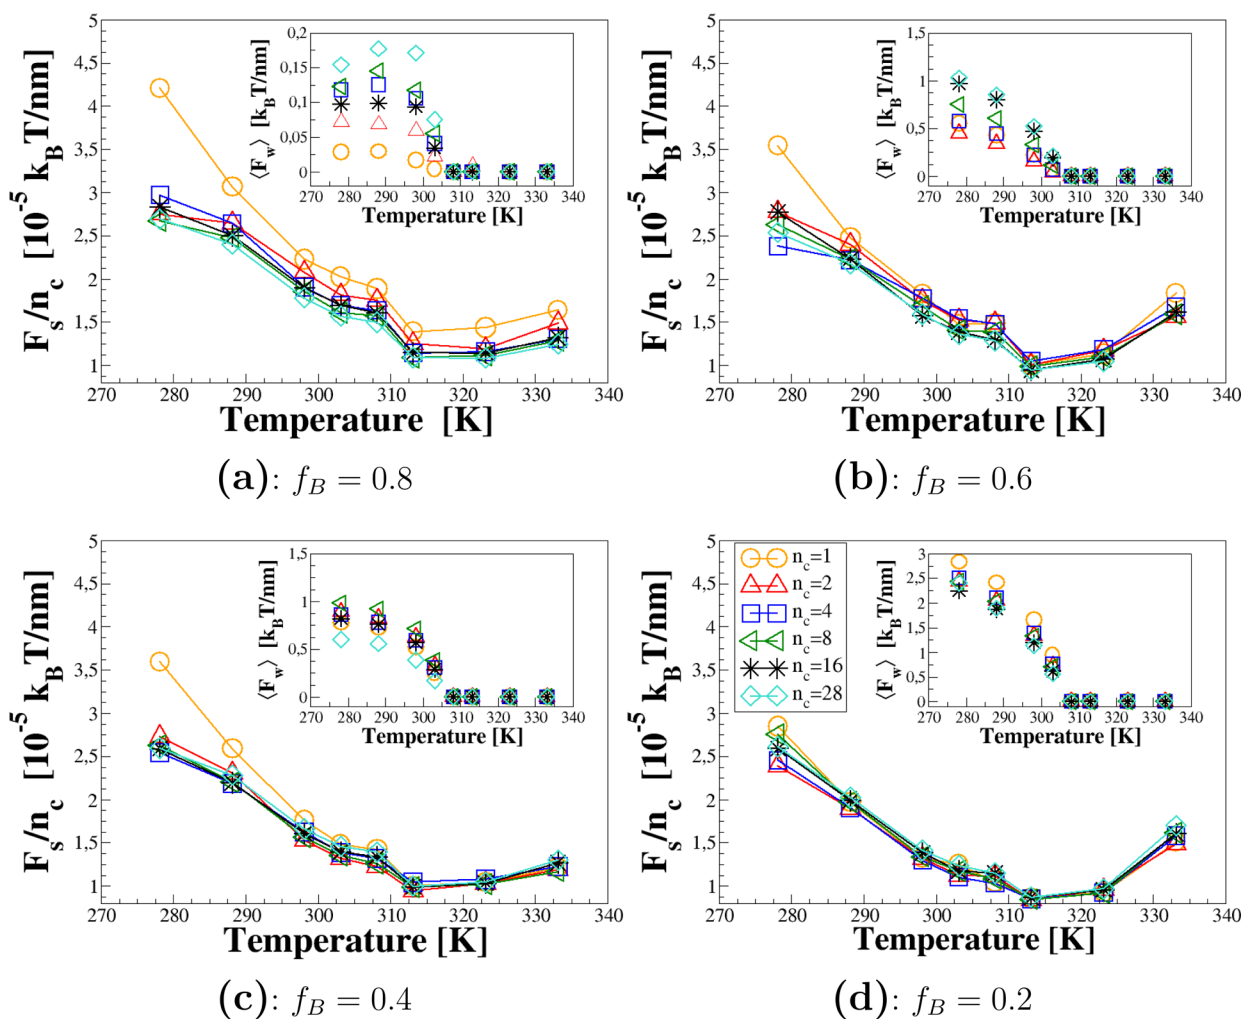 5
4,5
4
3,5
3
2,5
2
1,5
1
F_s/n_c [10^-5 k_BT/nm]
270 280 290 300 310 320 330 340
Temperature [K]
0,2
0,15
0,1
0,05
0
⟨F_w⟩ [k_BT/nm]
270 280 290 300 310 320 330 340
Temperature [K]
(a): f_B = 0.8
5
4,5
4
3,5
3
2,5
2
1,5
1
F_s/n_c [10^-5 k_BT/nm]
270 280 290 300 310 320 330 340
Temperature [K]
1,5
1
0,5
0
⟨F_w⟩ [k_BT/nm]
270 280 290 300 310 320 330 340
Temperature [K]
(b): f_B = 0.6
5
4,5
4
3,5
3
2,5
2
1,5
1
F_s/n_c [10^-5 k_BT/nm]
270 280 290 300 310 320 330 340
Temperature [K]
1,5
1
0,5
0
⟨F_w⟩ [k_BT/nm]
270 280 290 300 310 320 330 340
Temperature [K]
(c): f_B = 0.4
5
4,5
4
3,5
3
2,5
2
1,5
1
F_s/n_c [10^-5 k_BT/nm]
270 280 290 300 310 320 330 340
Temperature [K]
n_c=1
n_c=2
n_c=4
n_c=8
n_c=16
n_c=28
3
2,5
2
1,5
1
0,5
0
⟨F_w⟩ [k_BT/nm]
270 280 290 300 310 320 330 340
Temperature [K]
(d): f_B = 0.2